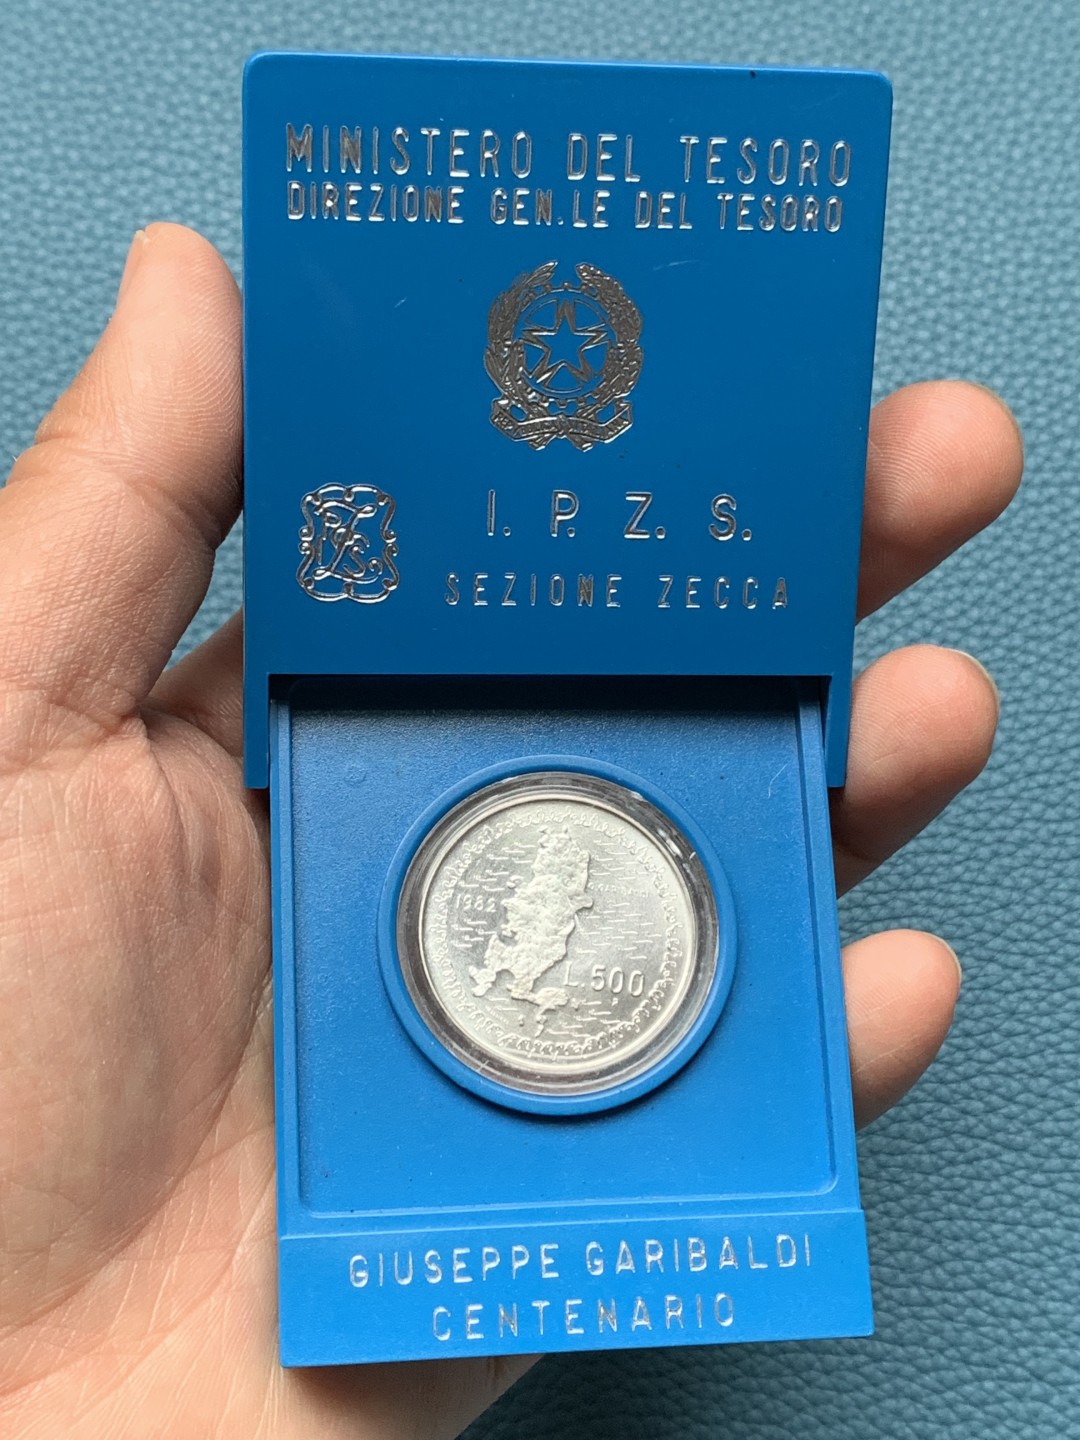 MINISTERO DEL TESORO
DIREZIONE GEN.LE DEL TESORO
I. P. Z. S.
SEZIONE ZECCA
1982
L.500
GIUSEPPE GARIBALDI
CENTENARIO